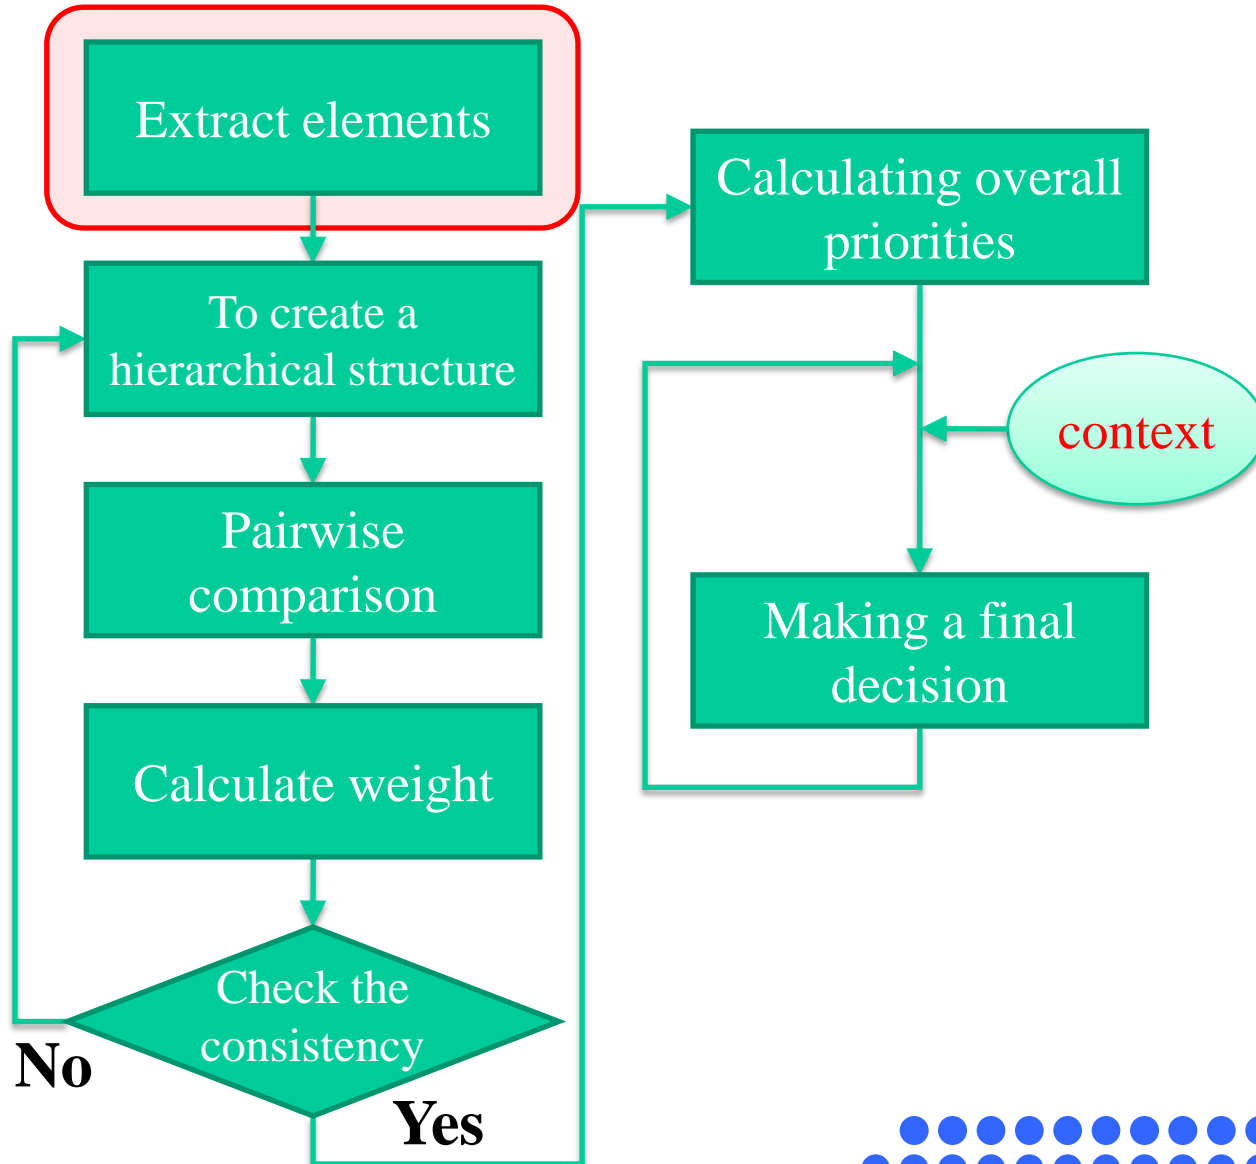 Extract elements
To create a
hierarchical structure
Pairwise
comparison
Calculate weight
Check the
consistency
No
Yes
Calculating overall
priorities
context
Making a final
decision